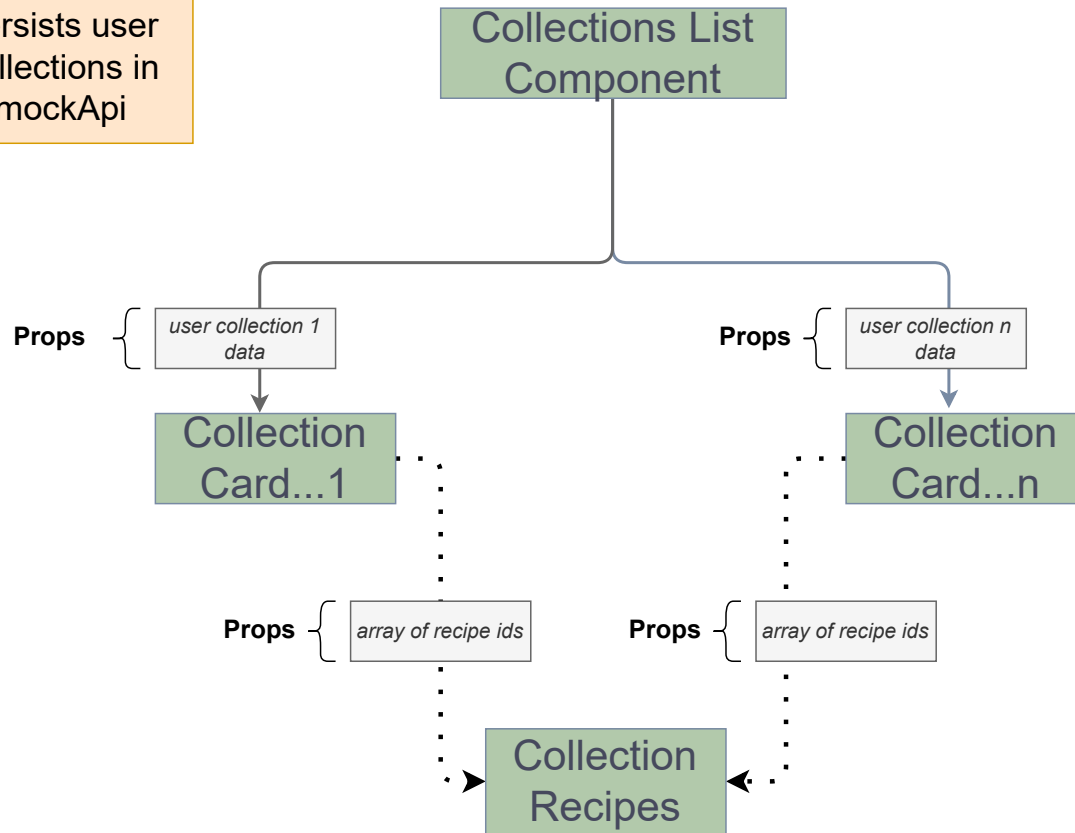 rsists user
llections in
mockApi
Collections List
Component
Props
user collection 1
data
Props
user collection n
data
Collection
Card...1
Collection
Card...n
Props
array of recipe ids
Props
array of recipe ids
Collection
Recipes